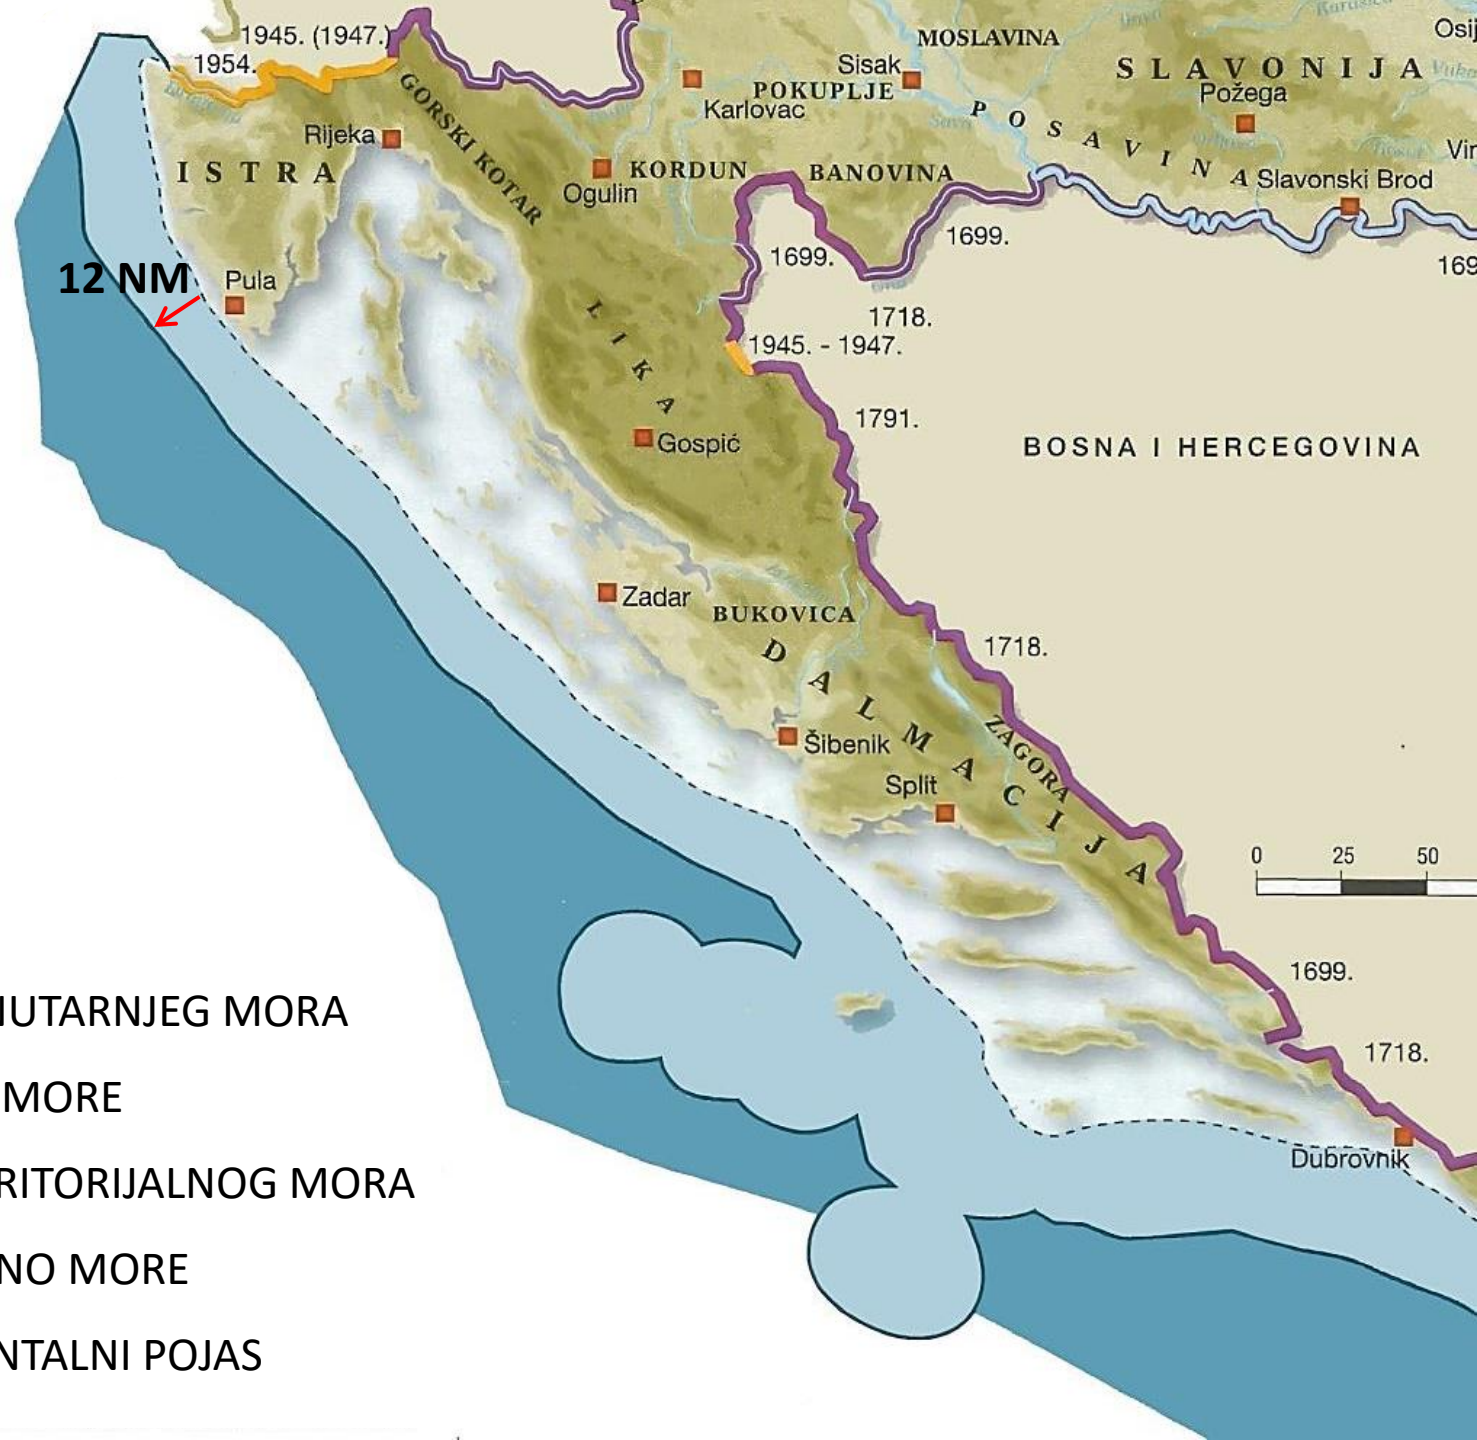 1945. (1947.)
1954.
MOSLAVINA
Osij
SLAVONIJA
Sisak
POKUPLJE
Karlovac
Požega
POSAVINA
GORSKI KOTAR
Rijeka
ISTRA
Ogulin
KORDUN
BANOVINA
Vir
Slavonski Brod
1699.
1699.
169
12 NM
Pula
1718.
LIKA
1945. - 1947.
1791.
Gospić
BOSNA I HERCEGOVINA
Zadar
BUKOVICA
DALMACIJA
1718.
ZAGORA
Šibenik
Split
0 25 50
1699.
NUTARNJEG MORA
1718.
MORE
Dubrovnik
RITORIJALNOG MORA
NO MORE
NTALNI POJAS